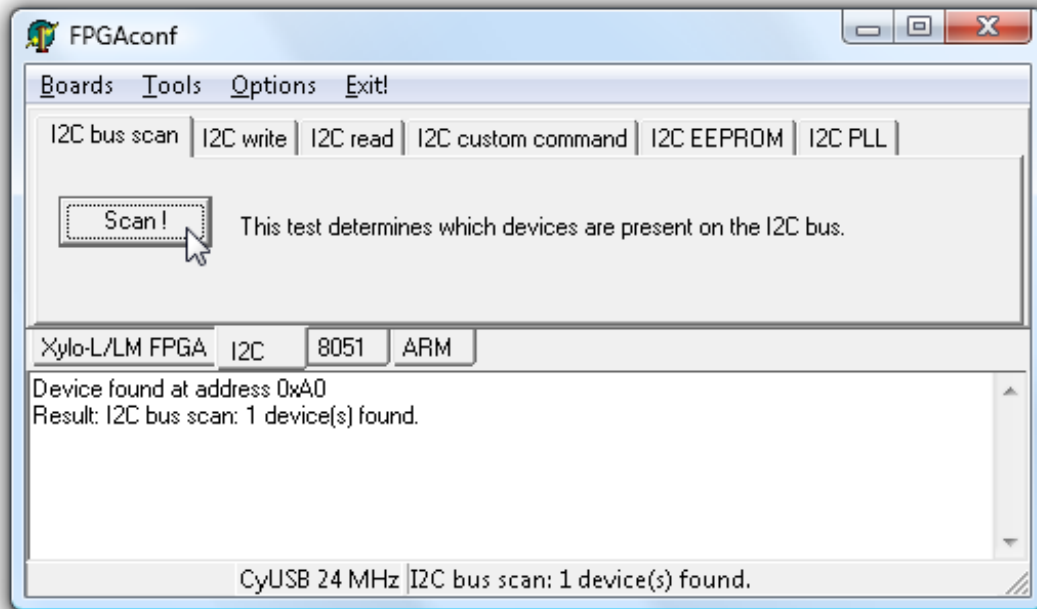 FPGAconf
Boards Tools Options Exit!
I2C bus scan I2C write I2C read I2C custom command I2C EEPROM I2C PLL
Scan ! This test determines which devices are present on the I2C bus.
Xylo-L/LM FPGA I2C 8051 ARM
Device found at address 0xA0
Result: I2C bus scan: 1 device(s) found.
CyUSB 24 MHz I2C bus scan: 1 device(s) found.